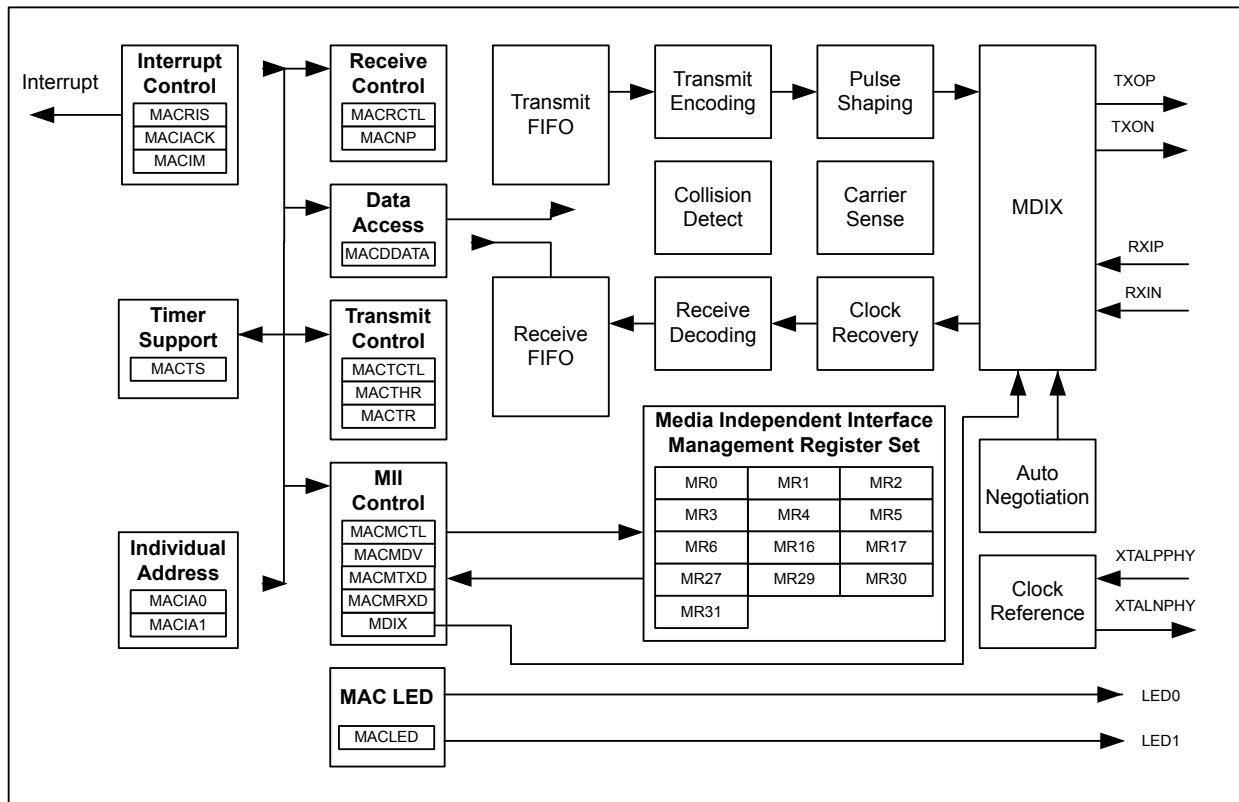 Interrupt
Interrupt
Control
MACRIS
MACIACK
MACIM
Timer
Support
MACTS
Individual
Address
MACIA0
MACIA1
Receive
Control
MACRCTL
MACNP
Data
Access
MACDDATA
Transmit
Control
MACTCTL
MACTHR
MACTR
MII
Control
MACMCTL
MACMDV
MACMTXD
MACMRXD
MDIX
MAC LED
MACLED
Transmit
FIFO
Receive
FIFO
Transmit
Encoding
Pulse
Shaping
Collision
Detect
Carrier
Sense
Receive
Decoding
Clock
Recovery
MDIX
TXOP
TXON
RXIP
RXIN
Media Independent Interface
Management Register Set
MR0 MR1 MR2
MR3 MR4 MR5
MR6 MR16 MR17
MR27 MR29 MR30
MR31
Auto
Negotiation
Clock
Reference
XTALPPHY
XTALNPHY
LED0
LED1